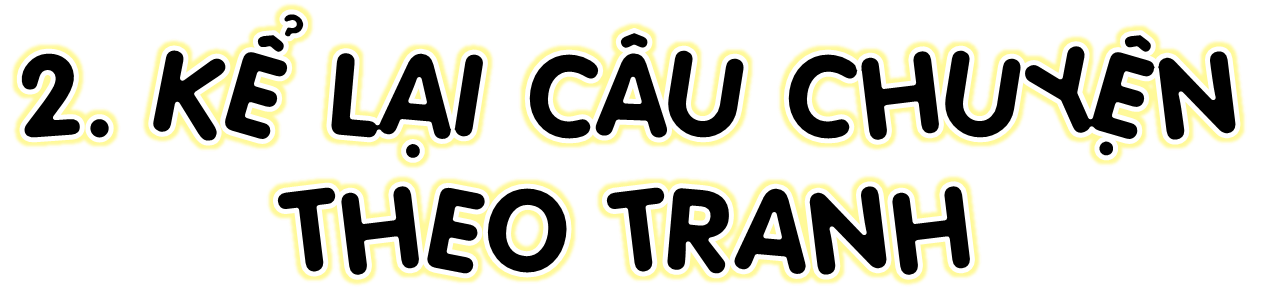 2. KỂ LẠI CÂU CHUYỆN
THEO TRANH